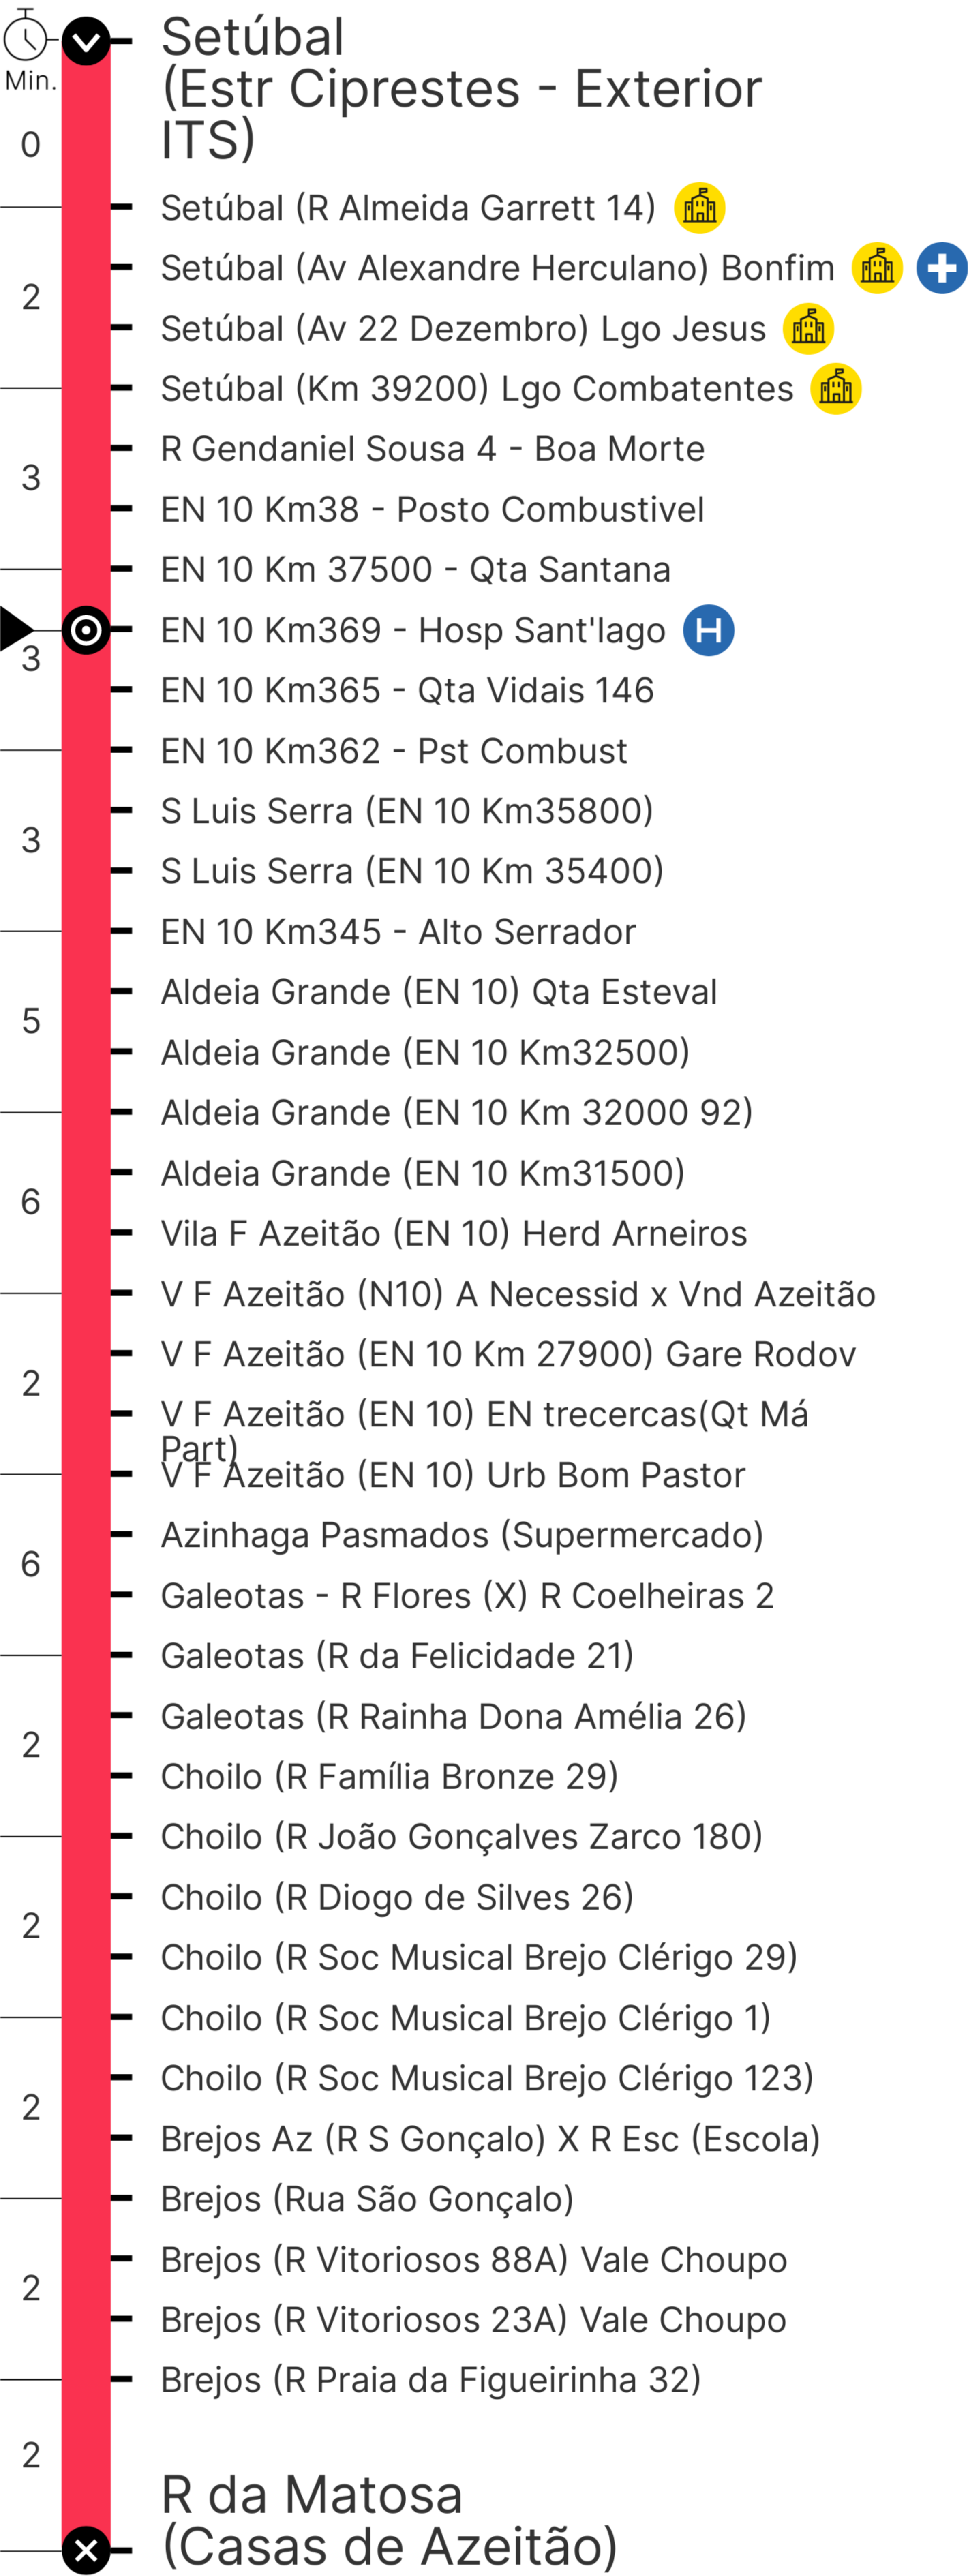 Min.
Setúbal
(Estr Ciprestes - Exterior
ITS)
0
Setúbal (R Almeida Garrett 14)
Setúbal (Av Alexandre Herculano) Bonfim
2
Setúbal (Av 22 Dezembro) Lgo Jesus
Setúbal (Km 39200) Lgo Combatentes
R Gendaniel Sousa 4 - Boa Morte
3
EN 10 Km38 - Posto Combustivel
EN 10 Km 37500 - Qta Santana
EN 10 Km369 - Hosp Sant'Iago H
3
EN 10 Km365 - Qta Vidais 146
EN 10 Km362 - Pst Combust
S Luis Serra (EN 10 Km35800)
3
S Luis Serra (EN 10 Km 35400)
EN 10 Km345 - Alto Serrador
Aldeia Grande (EN 10) Qta Esteval
5
Aldeia Grande (EN 10 Km32500)
Aldeia Grande (EN 10 Km 32000 92)
Aldeia Grande (EN 10 Km31500)
6
Vila F Azeitão (EN 10) Herd Arneiros
V F Azeitão (N10) A Necessid x Vnd Azeitão
V F Azeitão (EN 10 Km 27900) Gare Rodov
2
V F Azeitão (EN 10) EN trecercas(Qt Má
Part)
V F Azeitão (EN 10) Urb Bom Pastor
Azinhaga Pasmados (Supermercado)
6
Galeotas - R Flores (X) R Coelheiras 2
Galeotas (R da Felicidade 21)
Galeotas (R Rainha Dona Amélia 26)
2
Choilo (R Família Bronze 29)
Choilo (R João Gonçalves Zarco 180)
Choilo (R Diogo de Silves 26)
2
Choilo (R Soc Musical Brejo Clérigo 29)
Choilo (R Soc Musical Brejo Clérigo 1)
Choilo (R Soc Musical Brejo Clérigo 123)
2
Brejos Az (R S Gonçalo) X R Esc (Escola)
Brejos (Rua São Gonçalo)
Brejos (R Vitoriosos 88A) Vale Choupo
2
Brejos (R Vitoriosos 23A) Vale Choupo
Brejos (R Praia da Figueirinha 32)
2
R da Matosa
(Casas de Azeitão)